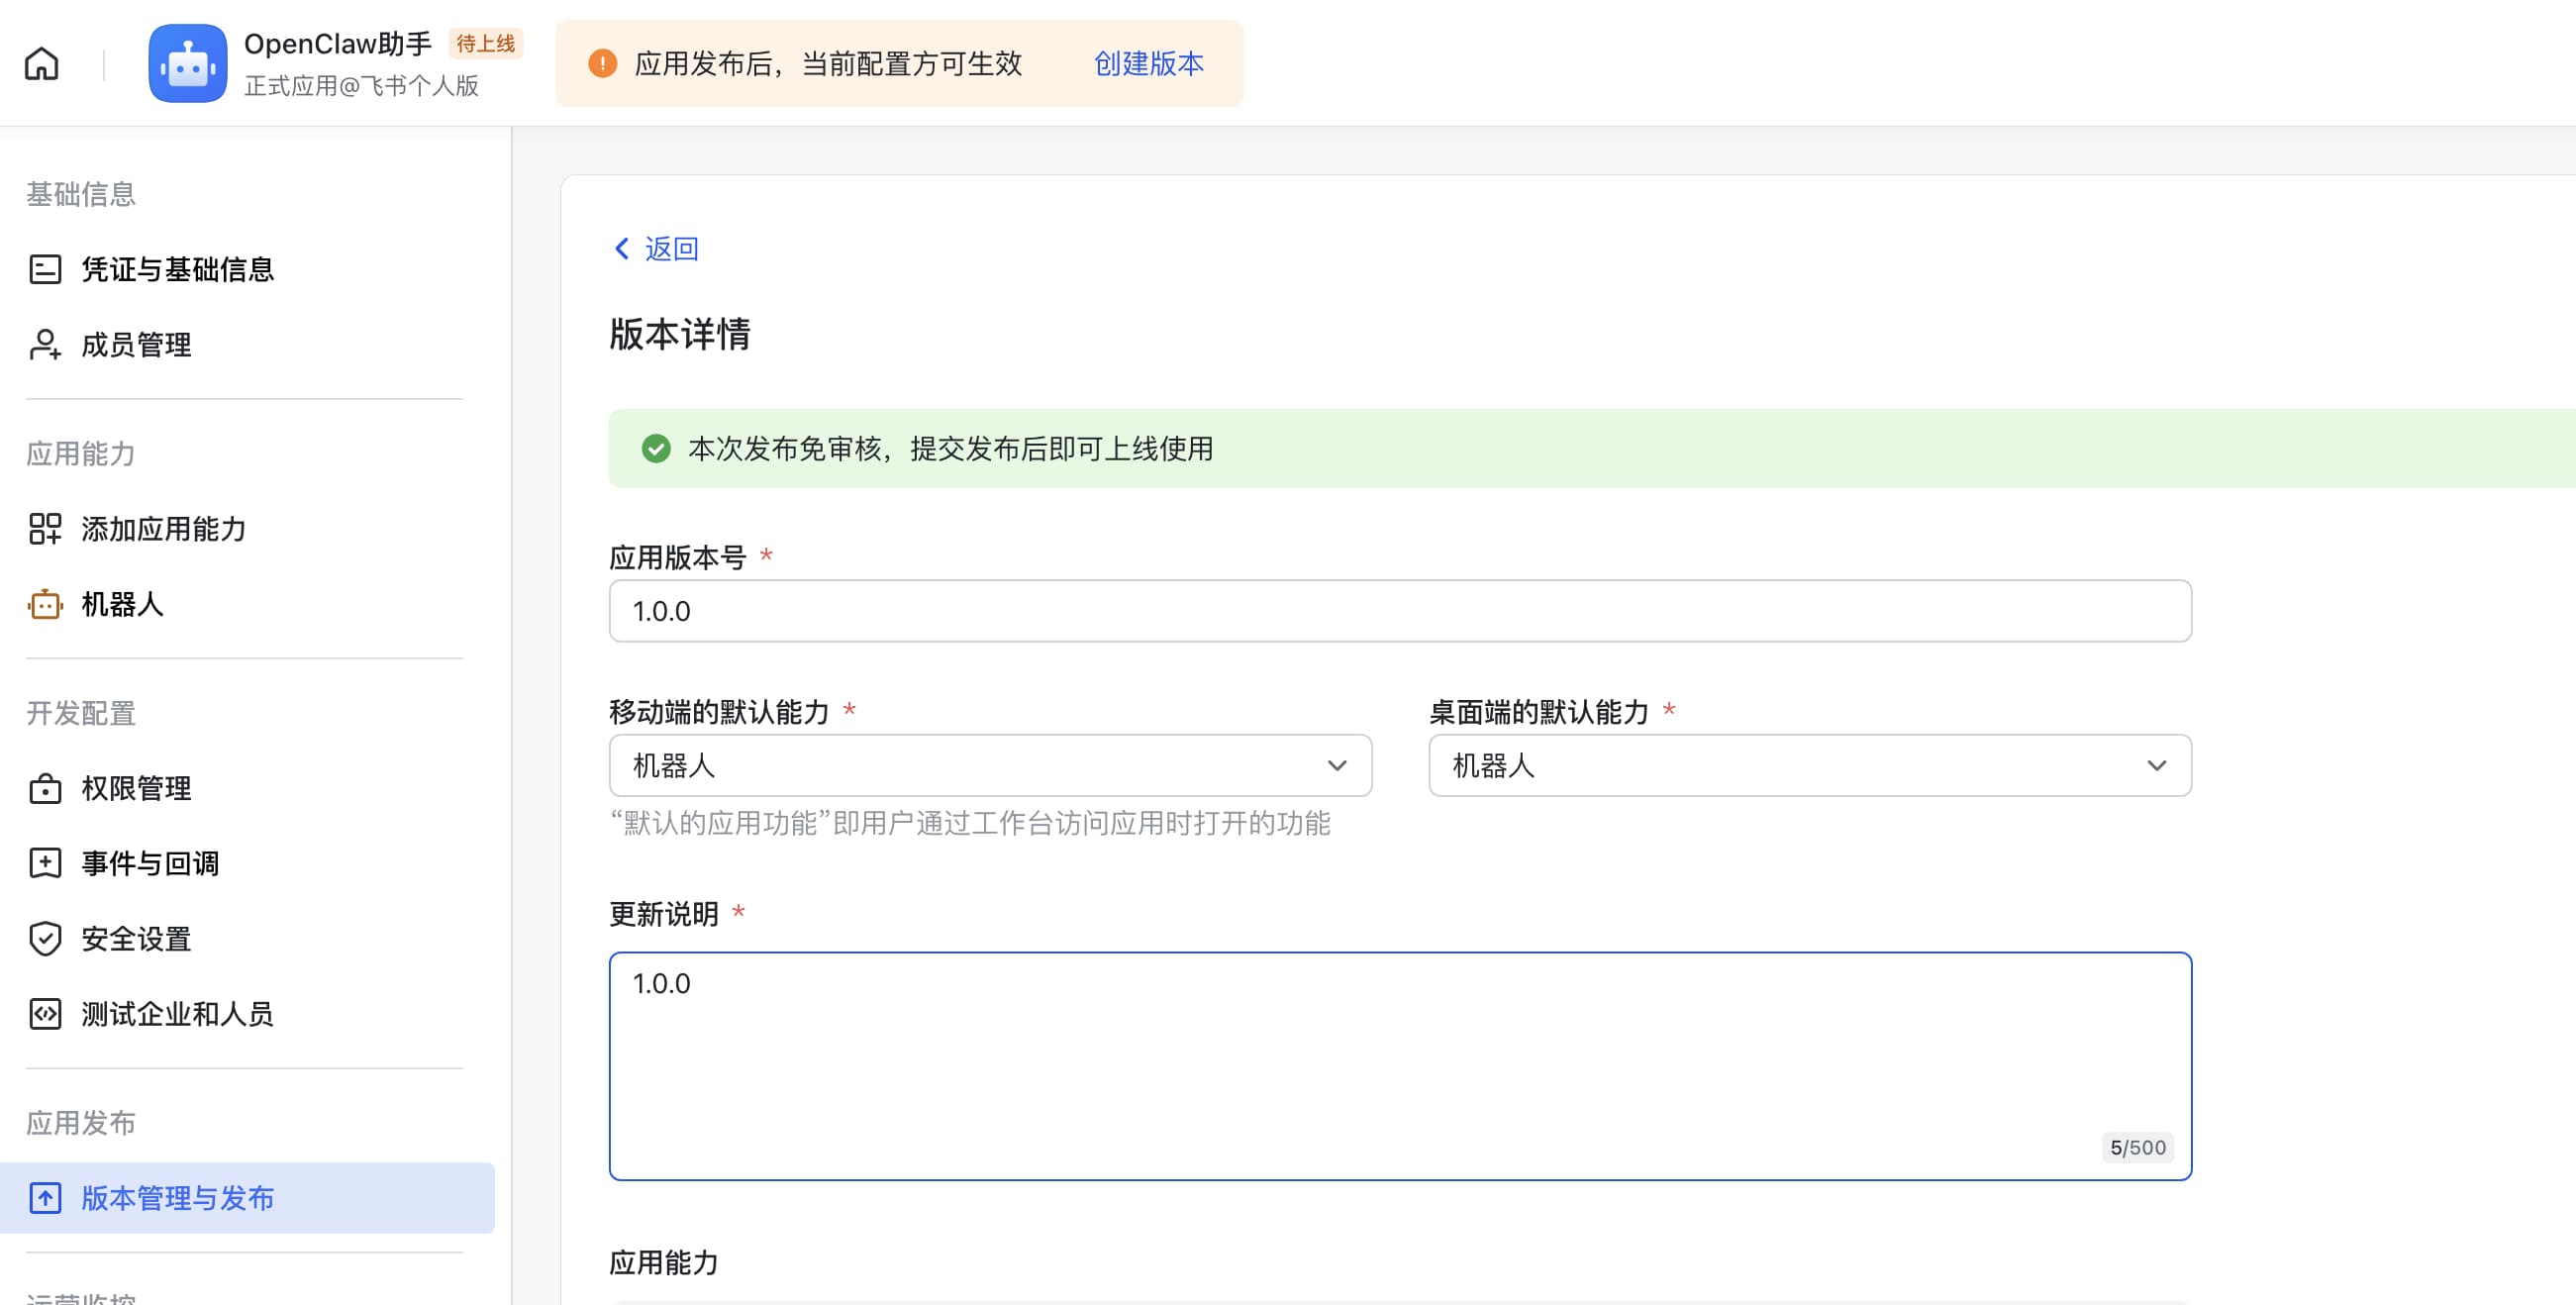 OpenClaw助手 待上线
正式应用@飞书个人版
应用发布后，当前配置方可生效 创建版本
基础信息
凭证与基础信息
成员管理
应用能力
添加应用能力
机器人
开发配置
权限管理
事件与回调
安全设置
测试企业和人员
应用发布
版本管理与发布
运营监控
返回
版本详情
本次发布免审核，提交发布后即可上线使用
应用版本号 *
1.0.0
移动端的默认能力 * 桌面端的默认能力 *
机器人 机器人
“默认的应用功能”即用户通过工作台访问应用时打开的功能
更新说明 *
1.0.0
5/500
应用能力